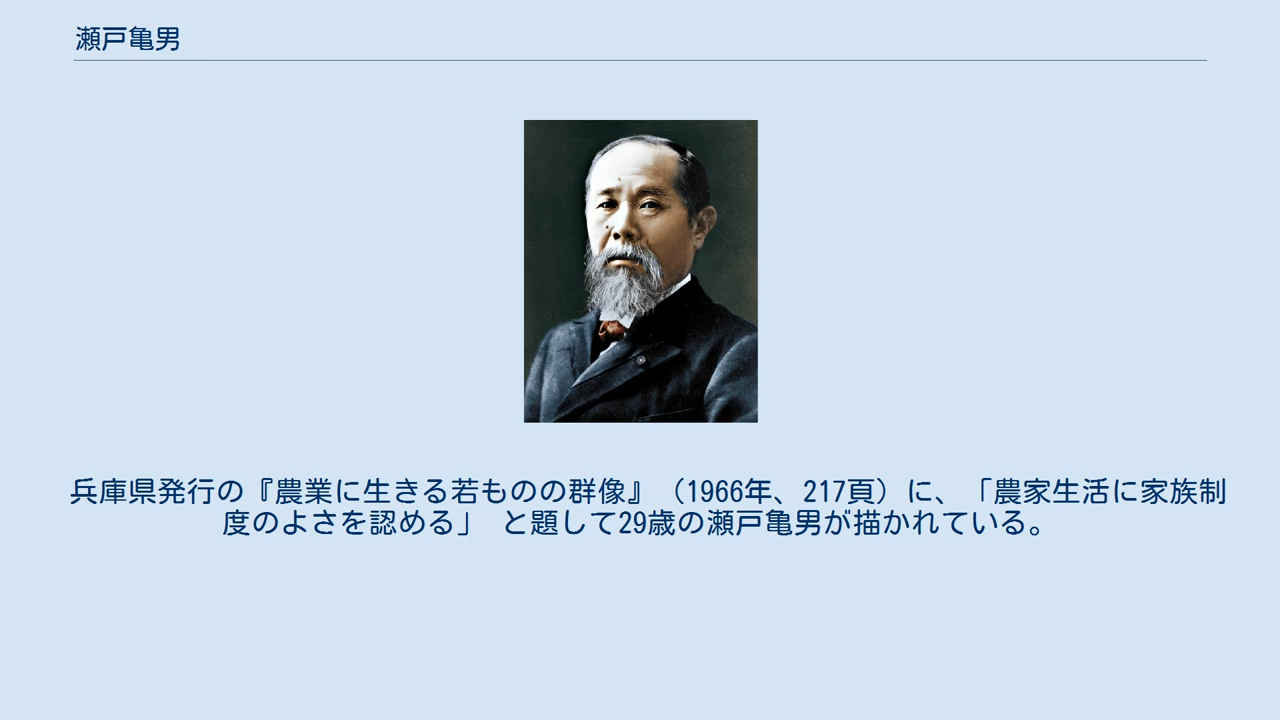 瀬戸亀男
兵庫県発行の『農業に生きる若ものの群像』（1966年、217頁）に、「農家生活に家族制
度のよさを認める」 と題して29歳の瀬戸亀男が描かれている。